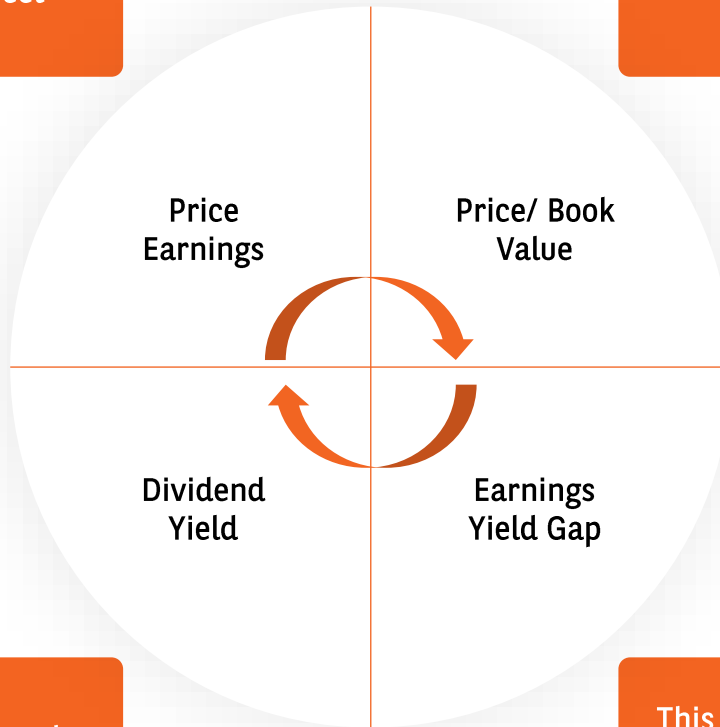 Price
Earnings
Price/ Book
Value
Dividend
Yield
Earnings
Yield Gap
This